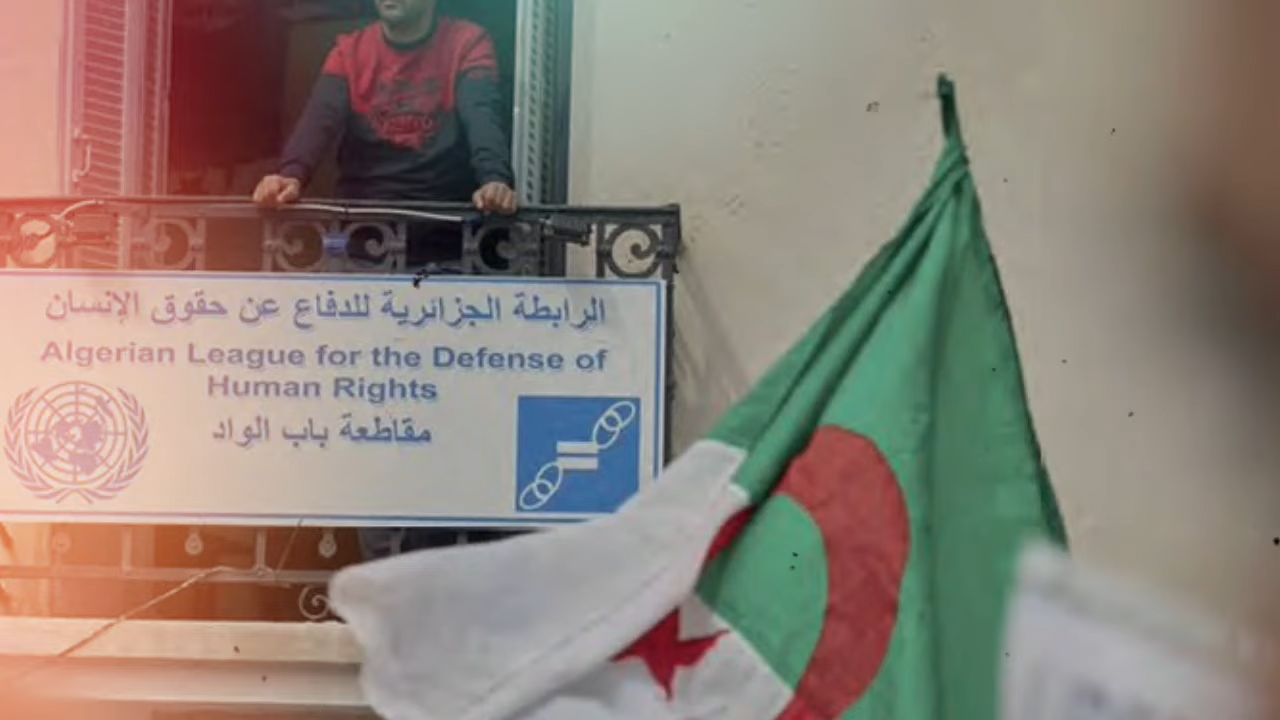 الرابطة الجزائرية للدفاع عن حقوق الإنسان
Algerian League for the Defense of
Human Rights
مقاطعة باب الواد